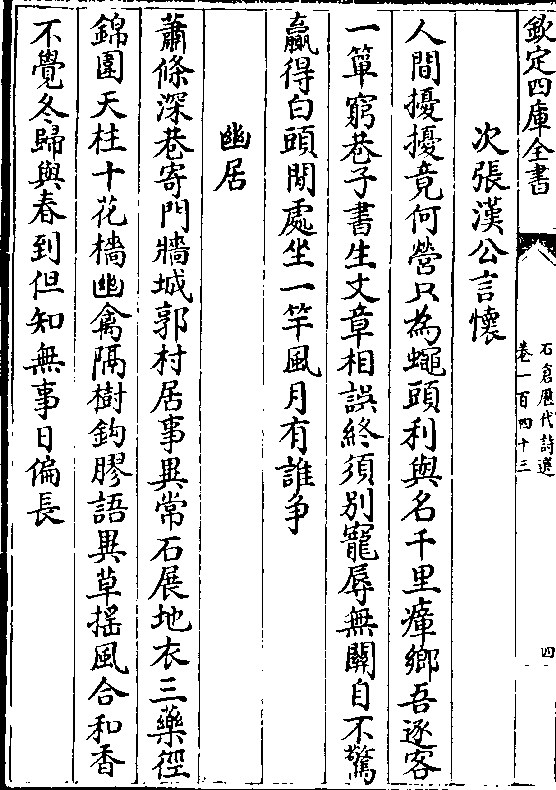 欽定四庫全書
石倉歷代詩選
卷一百四十三
四
次張漢公言懷
人間擾擾竟何營只為蠅頭利與名千里瘴鄉吾逐客
一簞窮巷子書生文章相誤終須別寵辱無關自不驚
贏得白頭閒處坐一竿風月有誰爭
幽居
蕭條深巷寄門牆城郭村居事異常石展地衣三藥徑
錦圍天柱十花檣幽禽隔樹鈎膠語異草搖風合和香
不覺冬歸與春到但知無事日偏長